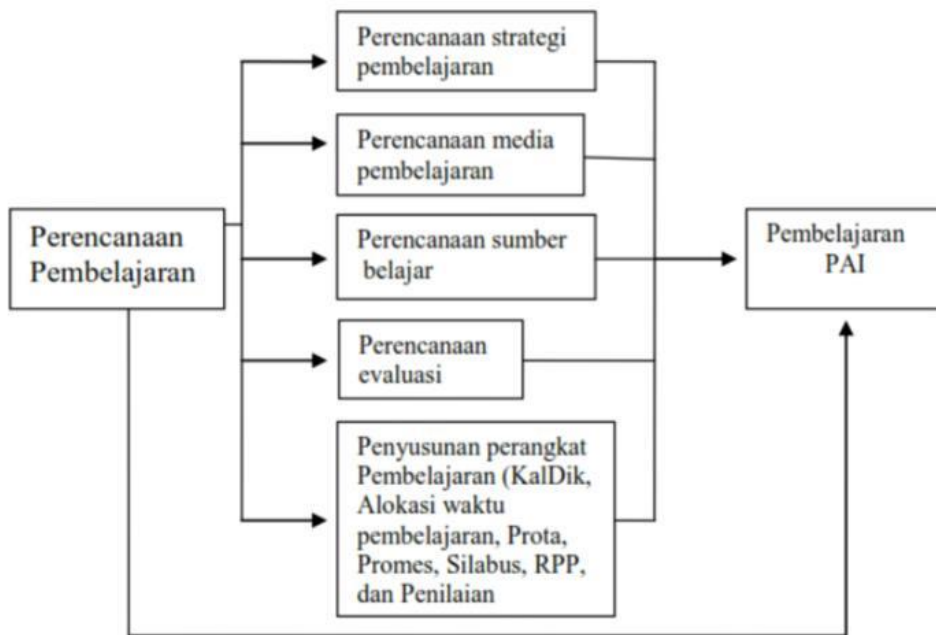 Perencanaan
Pembelajaran
Perencanaan strategi
pembelajaran
Perencanaan media
pembelajaran
Perencanaan sumber
belajar
Perencanaan
evaluasi
Penyusunan perangkat
Pembelajaran (KalDik,
Alokasi waktu
pembelajaran, Prota,
Promes, Silabus, RPP,
dan Penilaian
Pembelajaran
PAI